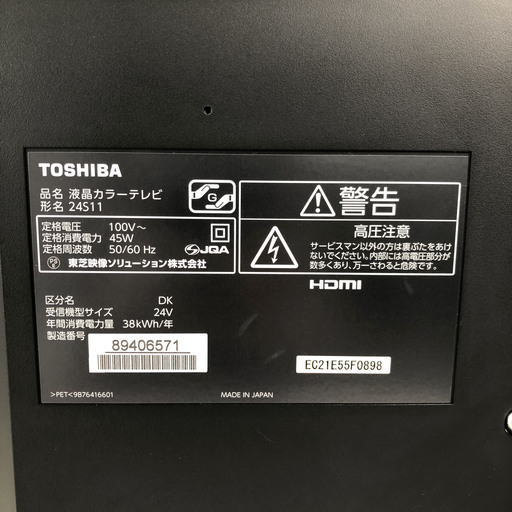 TOSHIBA
品名 液晶カラーテレビ
形名 24S11
G
定格電圧 100V～
定格消費電力 45W
定格周波数 50/60 Hz
JQA
PS E 東芝映像ソリューション株式会社
警告
高圧注意
サービスマン以外の方は裏ぶたをあけ
ないでください。内部には高電圧部分が
数多くあり、万一さわると危険です。
HDMI
区分名 DK
受信機型サイズ 24V
年間消費電力量 38kWh/年
製造番号
89406571
EC21E55F0898
>PET<9B76416601
MADE IN JAPAN